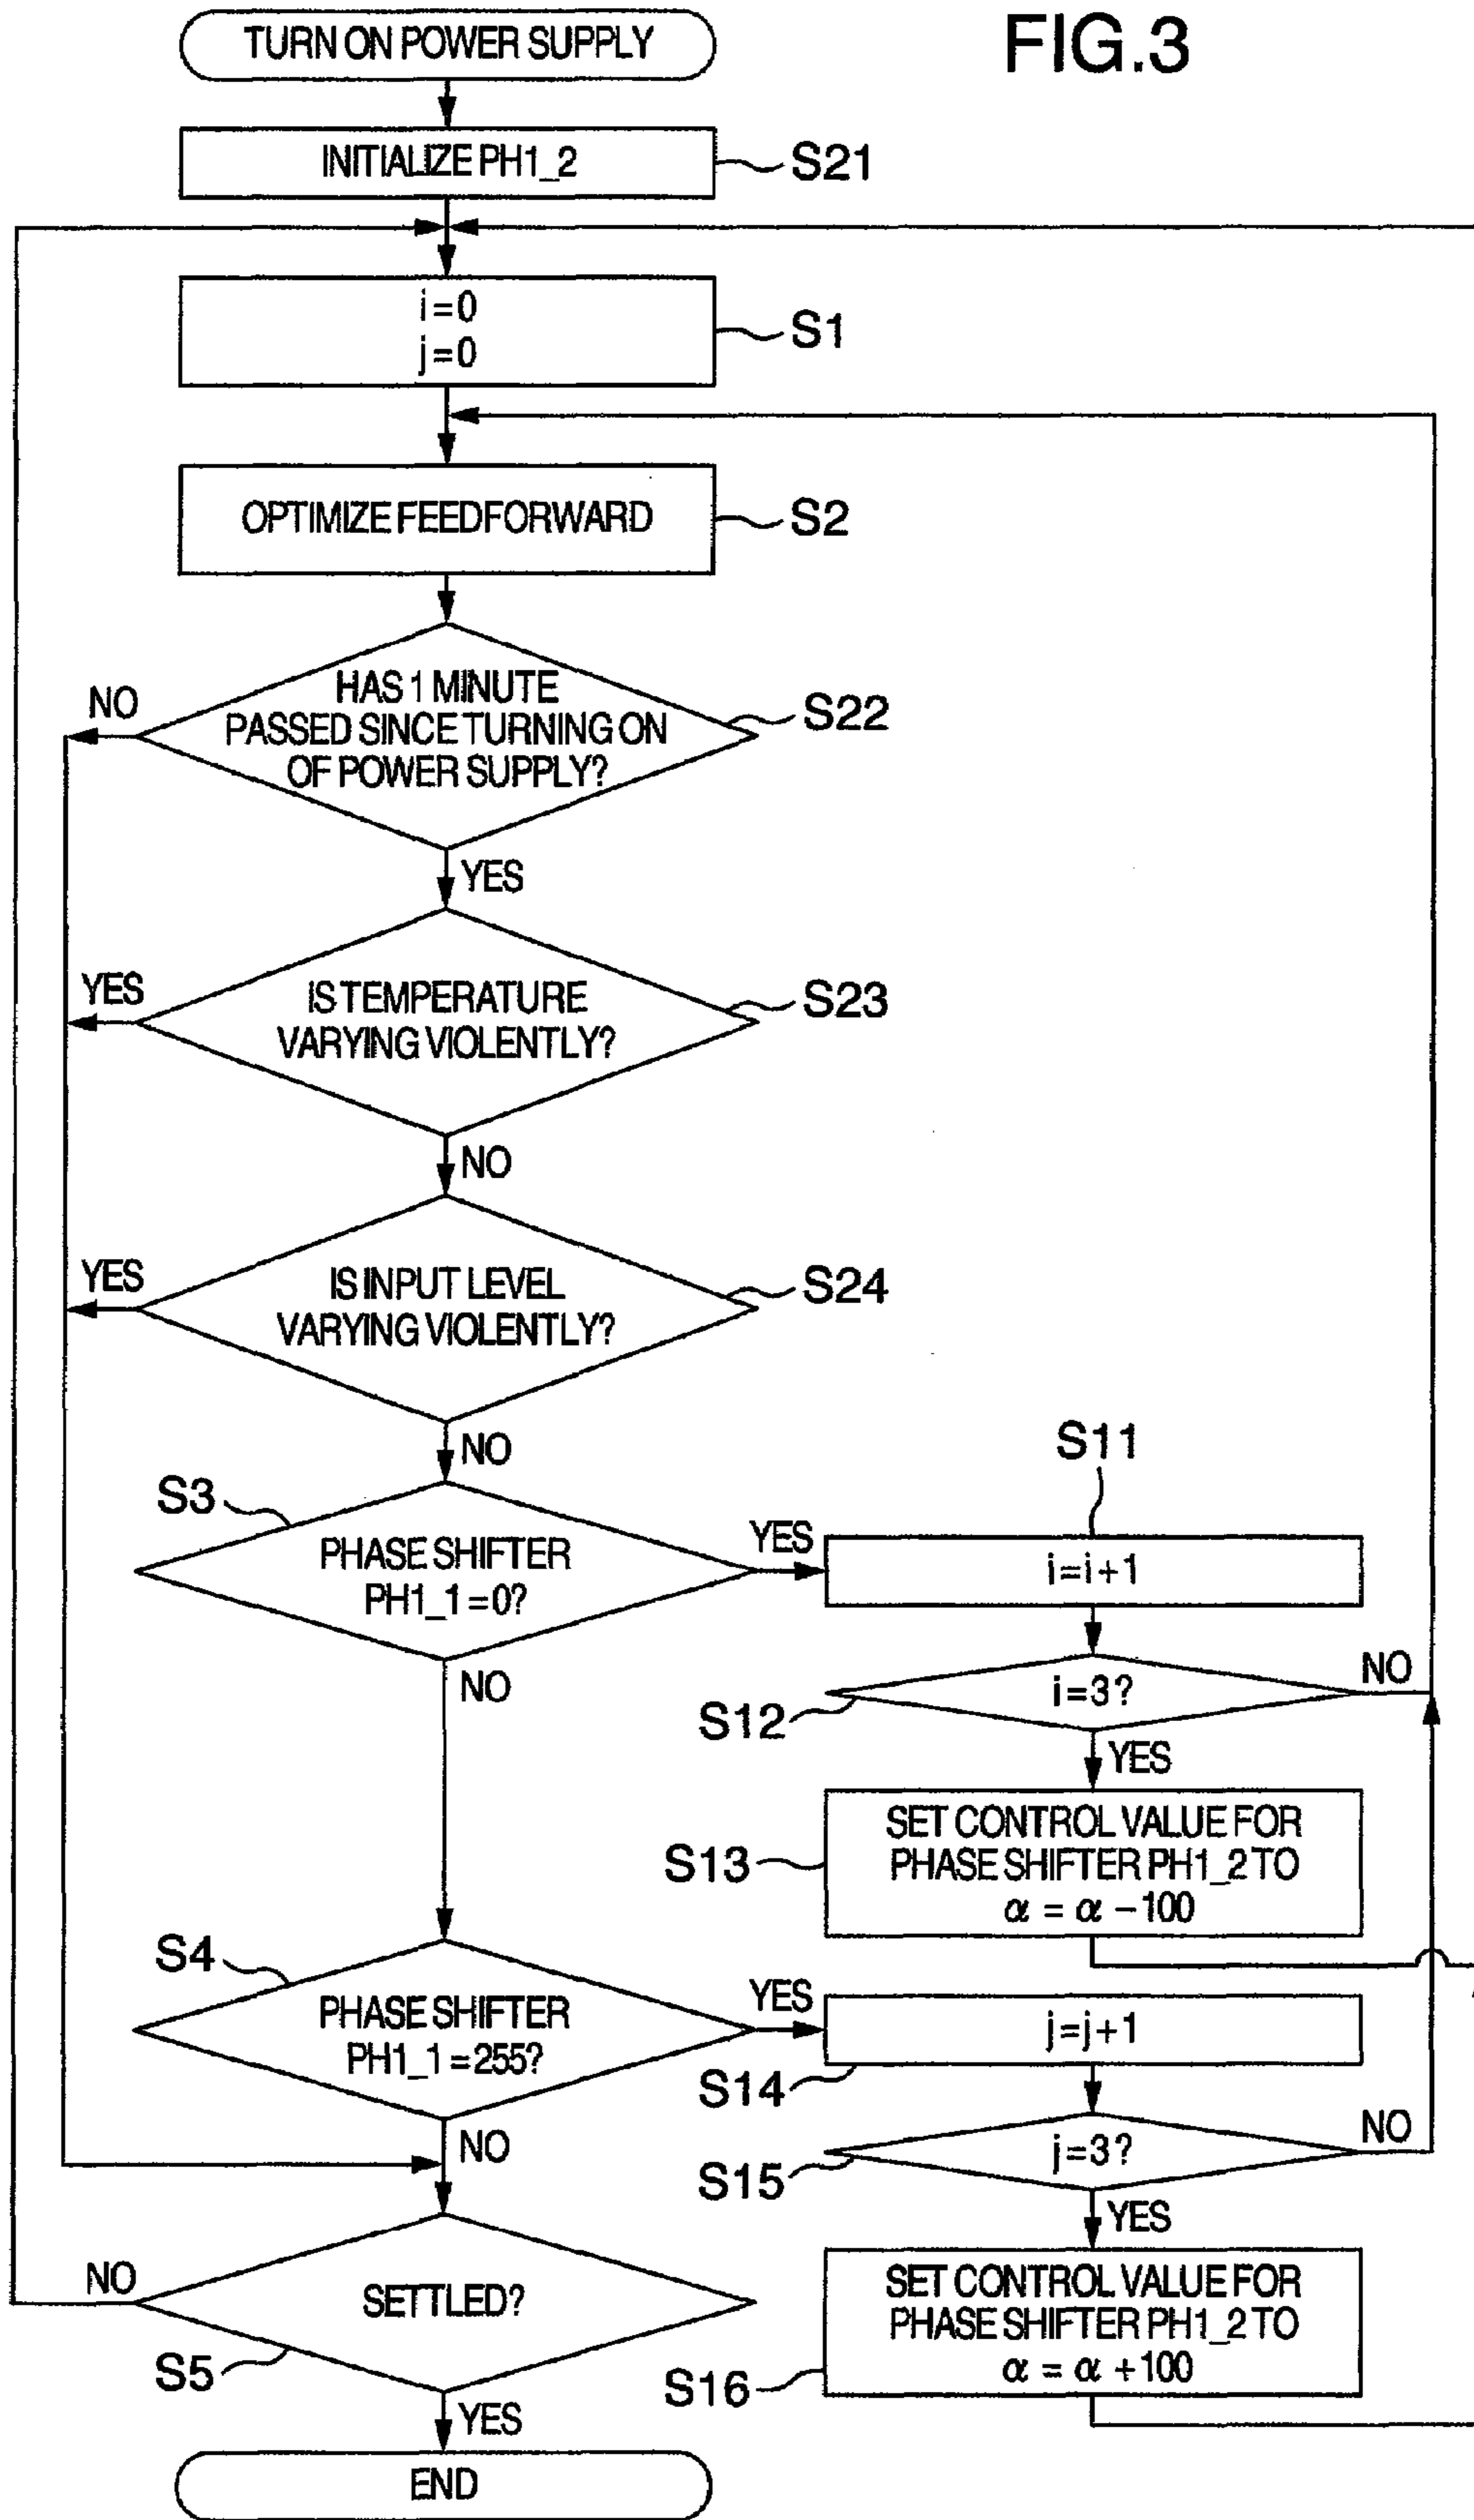 FIG.3
TURN ON POWER SUPPLY
INITIALIZE PH1_2
S21
i=0
j=0
S1
OPTIMIZE FEEDFORWARD
S2
HAS 1 MINUTE
PASSED SINCE TURNING ON
OF POWER SUPPLY?
S22
NO
YES
IS TEMPERATURE
VARYING VIOLENTLY?
S23
YES
NO
IS INPUT LEVEL
VARYING VIOLENTLY?
S24
YES
NO
S3
PHASE SHIFTER
PH1_1=0?
YES
NO
S11
i=i+1
S12
i=3?
NO
YES
S13
SET CONTROL VALUE FOR
PHASE SHIFTER PH1_2 TO
α = α -100
S4
PHASE SHIFTER
PH1_1=255?
YES
NO
j=j+1
S14
j=3?
S15
NO
YES
SET CONTROL VALUE FOR
PHASE SHIFTER PH1_2 TO
α = α +100
S16
SETTLED?
S5
NO
YES
END